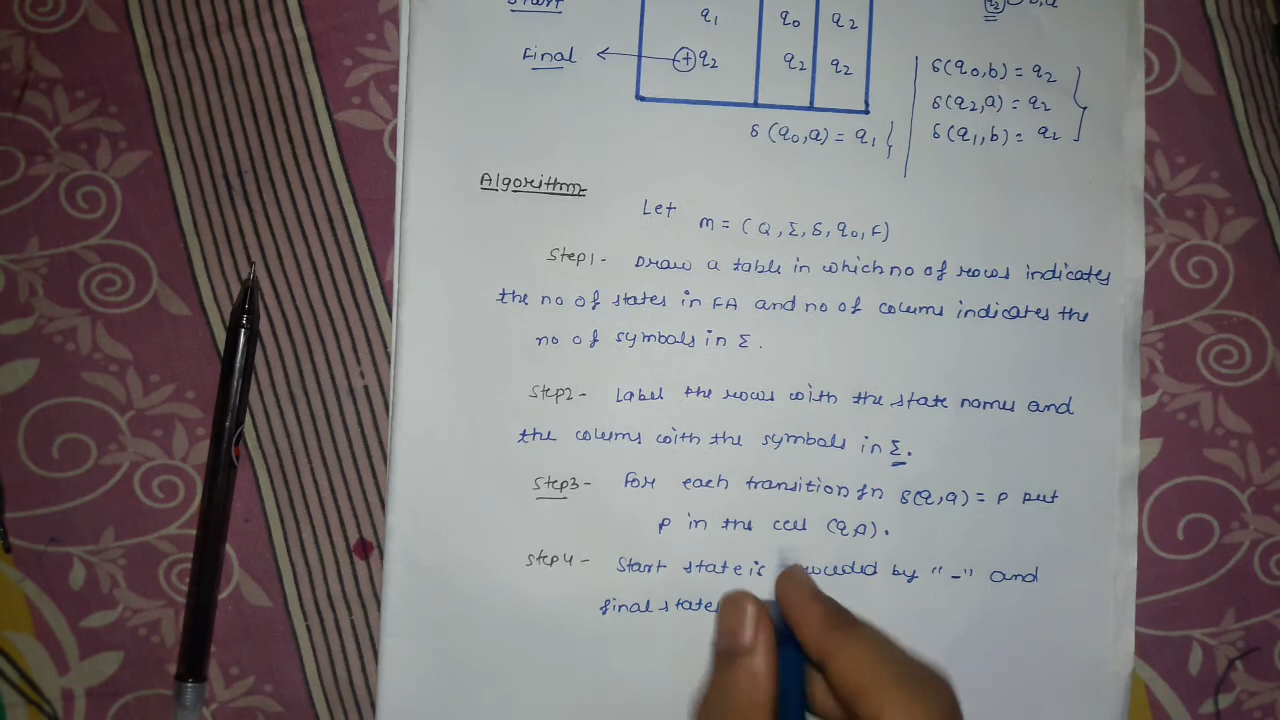 Start
q1 q0 q2
Final + q2 q2 q2
δ(q0,a) = q1
δ(q0,b) = q2
δ(q2,a) = q2
δ(q1,b) = q2
Algorithm
Let
m = (Q, Σ, δ, q0, F)
Step1- Draw a table in which no of rows indicates
the no of states in FA and no of colums indicates the
no of symbols in Σ.
Step2- Label the rows with the state names and
the colums with the symbols in Σ.
Step3- For each transition fn δ(q,a) = p put
p in the cell (q,a).
Step4- Start state is by "-" and
final state